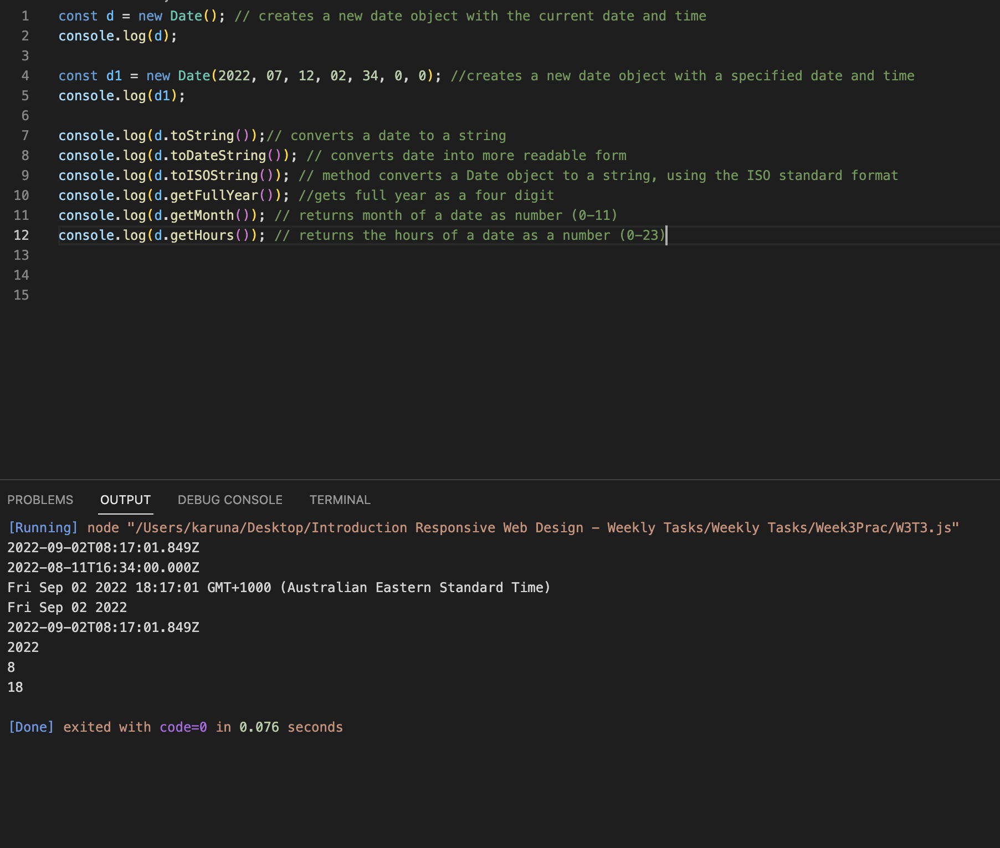 1 const d = new Date(); // creates a new date object with the current date and time
2 console.log(d);
3
4 const d1 = new Date(2022, 07, 12, 02, 34, 0, 0); //creates a new date object with a specified date and time
5 console.log(d1);
6
7 console.log(d.toString());// converts a date to a string
8 console.log(d.toDateString()); // converts date into more readable form
9 console.log(d.toISOString()); // method converts a Date object to a string, using the ISO standard format
10 console.log(d.getFullYear()); //gets full year as a four digit
11 console.log(d.getMonth()); // returns month of a date as number (0-11)
12 console.log(d.getHours()); // returns the hours of a date as a number (0-23)
13
14
15
PROBLEMS OUTPUT DEBUG CONSOLE TERMINAL
[Running] node "/Users/karuna/Desktop/Introduction Responsive Web Design - Weekly Tasks/Weekly Tasks/Week3Prac/W3T3.js"
2022-09-02T08:17:01.849Z
2022-08-11T16:34:00.000Z
Fri Sep 02 2022 18:17:01 GMT+1000 (Australian Eastern Standard Time)
Fri Sep 02 2022
2022-09-02T08:17:01.849Z
2022
8
18
[Done] exited with code=0 in 0.076 seconds